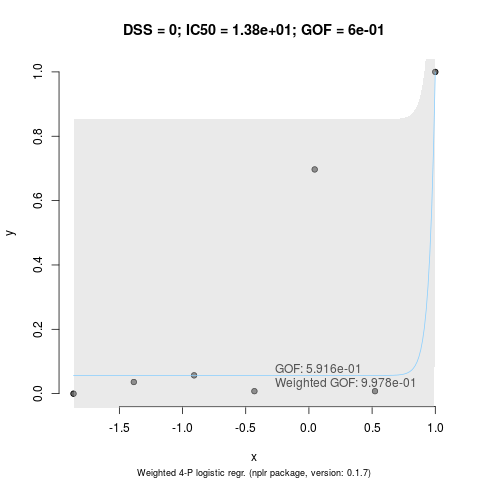 DSS = 0; IC50 = 1.38e+01; GOF = 6e-01
1.0
0.8
0.6
0.4
0.2
0.0
y
GOF: 5.916e-01
Weighted GOF: 9.978e-01
-1.5
-1.0
-0.5
0.0
0.5
1.0
x
Weighted 4-P logistic regr. (nplr package, version: 0.1.7)